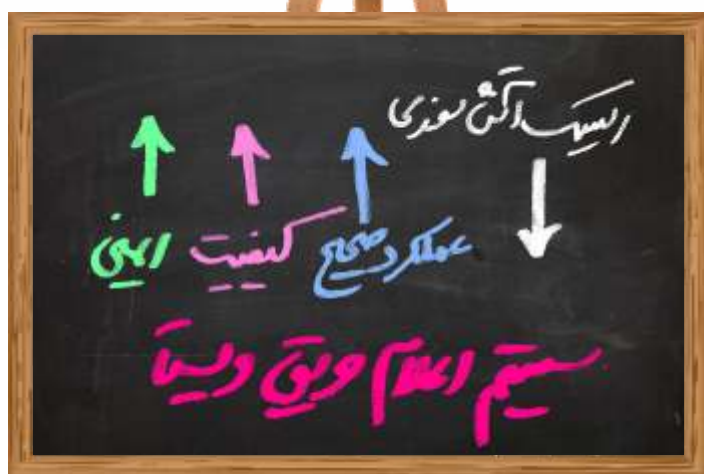 ریسک آتش سوزی
عملکرد صحیح کیفیت ایمنی
سیستم اعلام حریق ویستا